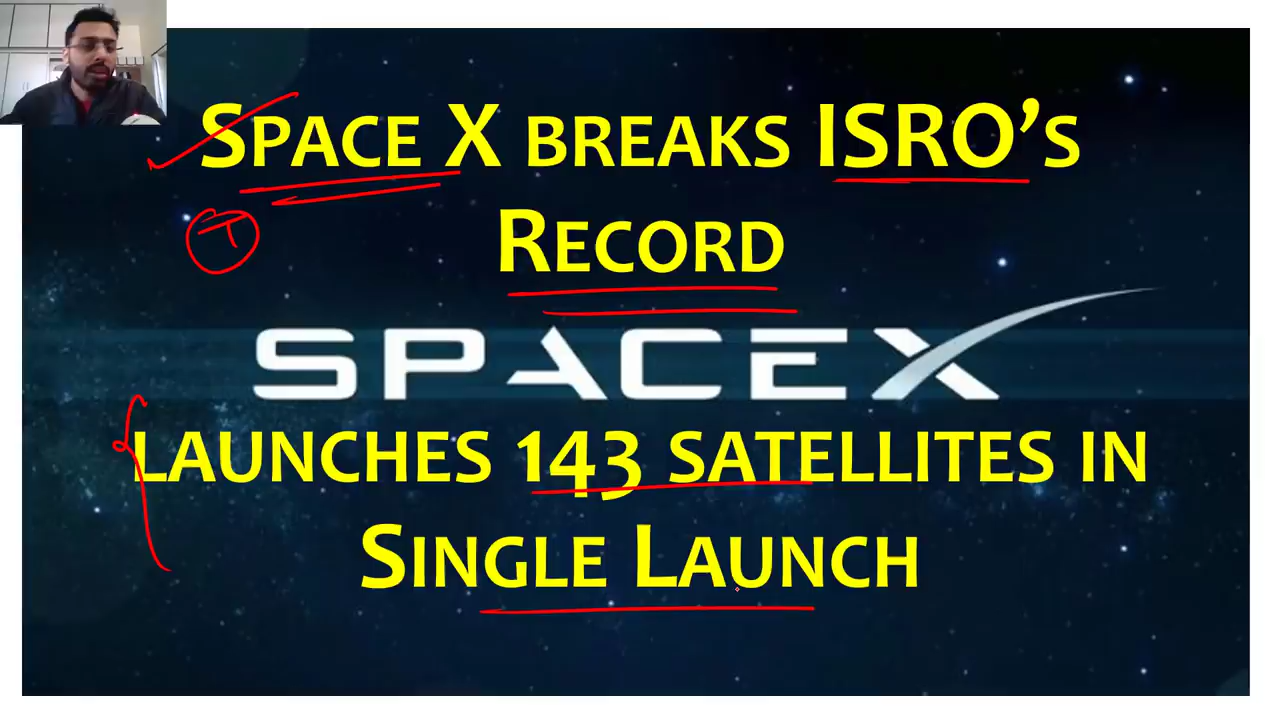 SPACE X BREAKS ISRO'S
RECORD
SPACEX
LAUNCHES 143 SATELLITES IN
SINGLE LAUNCH